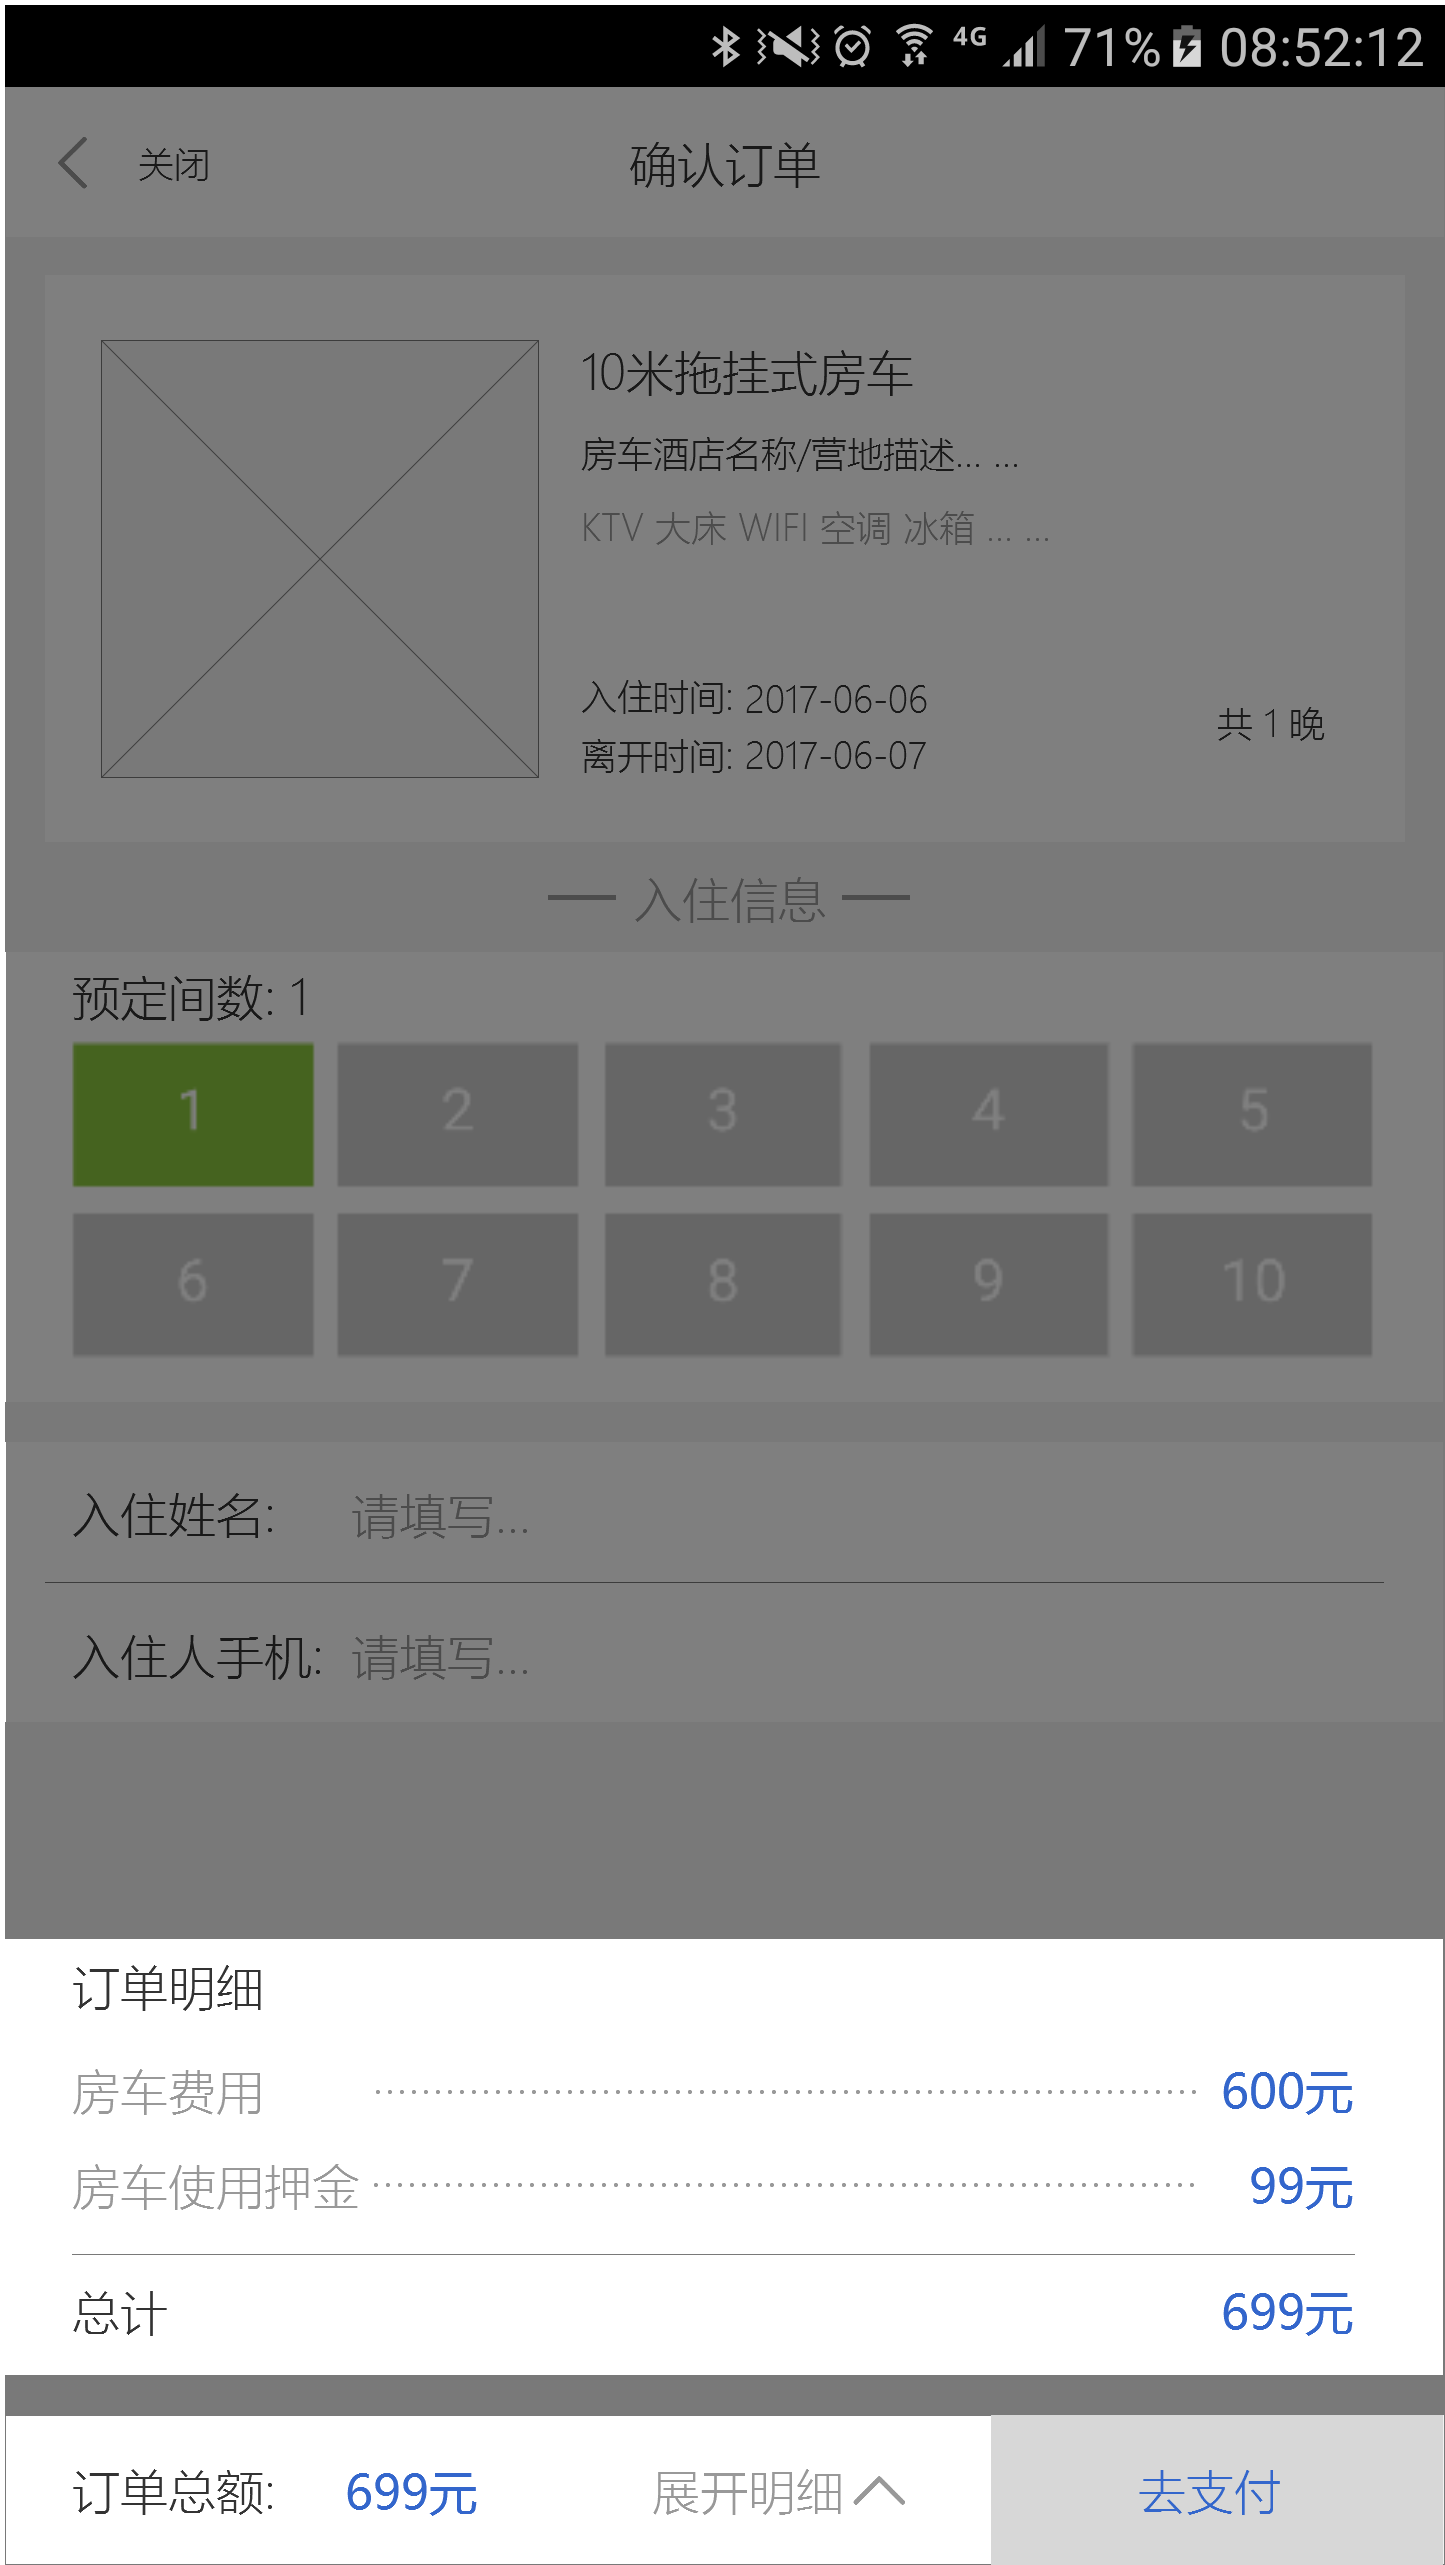 4G 71% 08:52:12
关闭 确认订单
10米拖挂式房车
房车酒店名称/营地描述... ...
KTV 大床 WIFI 空调 冰箱 ... ...
入住时间: 2017-06-06
离开时间: 2017-06-07
共 1 晚
入住信息
预定间数: 1
1 2 3 4 5
6 7 8 9 10
入住姓名: 请填写...
入住人手机: 请填写...
订单明细
房车费用 600元
房车使用押金 99元
总计 699元
订单总额: 699元 展开明细 去支付